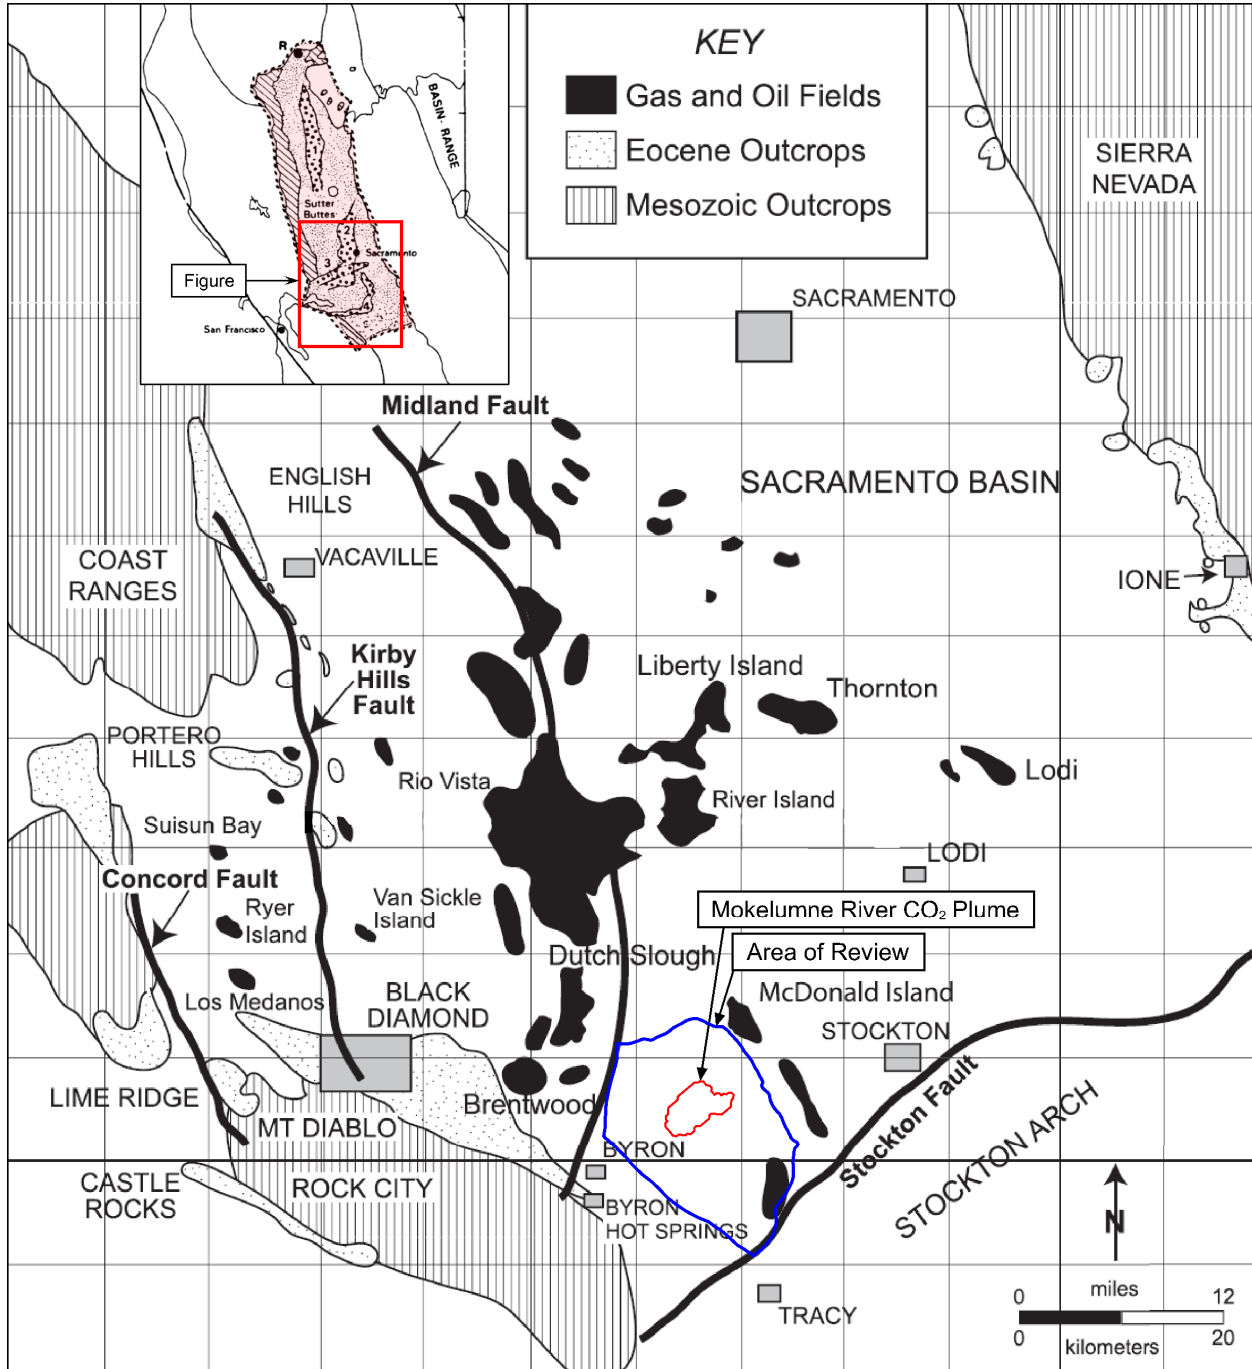 KEY
Gas and Oil Fields
Eocene Outcrops
Mesozoic Outcrops
R
BASIN-RANGE
1
Sutter
Buttes
2
Sacramento
3
4
Figure
San Francisco
SIERRA
NEVADA
SACRAMENTO
Midland Fault
ENGLISH
HILLS
SACRAMENTO BASIN
VACAVILLE
COAST
RANGES
IONE
Kirby
Hills
Fault
Liberty Island
Thornton
PORTERO
HILLS
Rio Vista
Lodi
River Island
Suisun Bay
LODI
Concord Fault
Van Sickle
Island
Ryer
Island
Mokelumne River CO₂ Plume
Area of Review
Dutch Slough
Los Medanos
BLACK
DIAMOND
McDonald Island
STOCKTON
LIME RIDGE
Brentwood
MT DIABLO
Stockton Fault
STOCKTON ARCH
BYRON
CASTLE
ROCKS
ROCK CITY
BYRON
HOT SPRINGS
N
TRACY
0 miles 12
0 kilometers 20